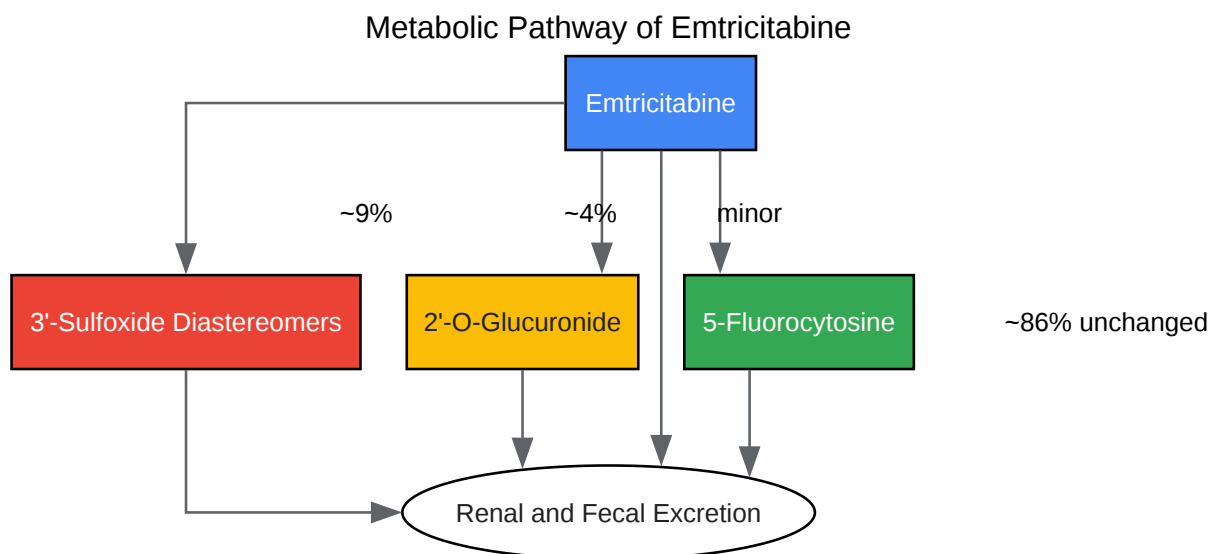 Metabolic Pathway of Emtricitabine
Emtricitabine
~9%
~4%
minor
3'-Sulfoxide Diastereomers
2'-O-Glucuronide
5-Fluorocytosine
~86% unchanged
Renal and Fecal Excretion